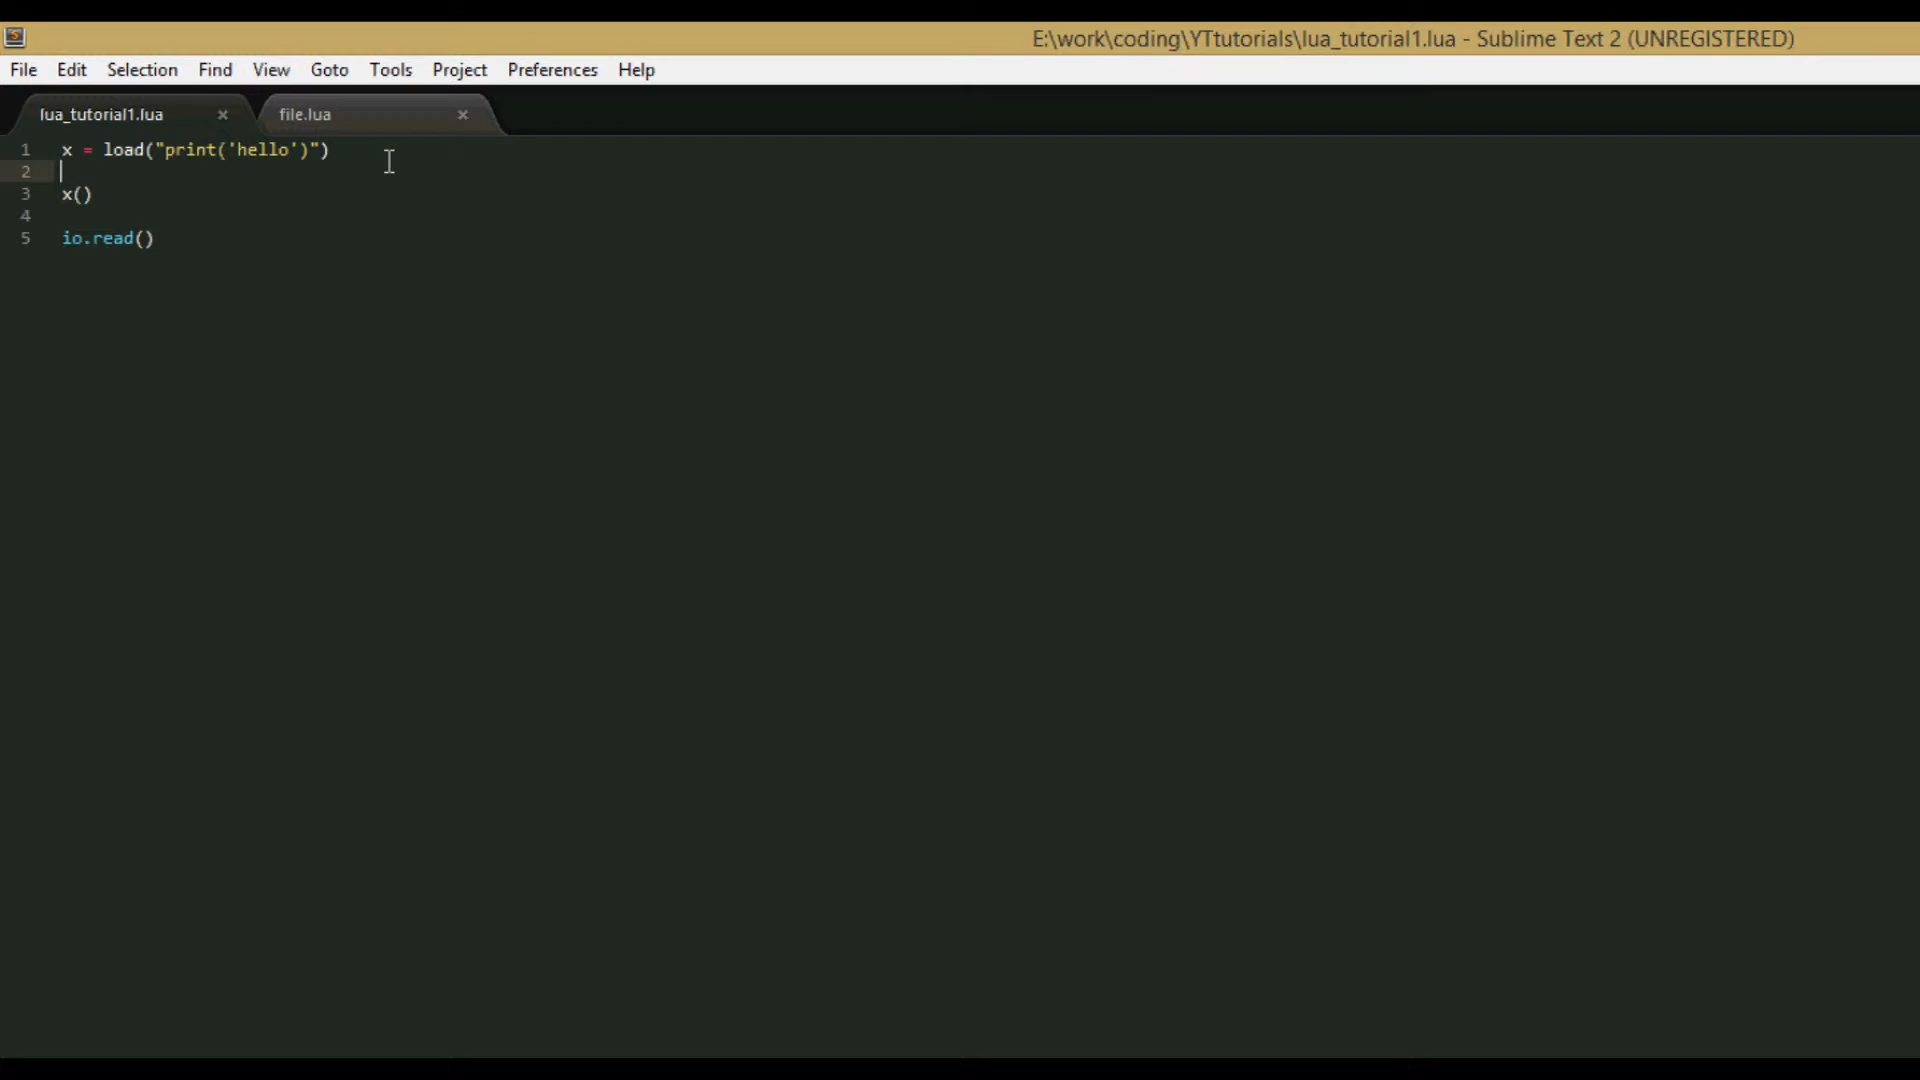 E:\work\coding\YTtutorials\lua_tutorial1.lua - Sublime Text 2 (UNREGISTERED)
File Edit Selection Find View Goto Tools Project Preferences Help
lua_tutorial1.lua × file.lua ×
1 x = load("print('hello')")
2
3 x()
4
5 io.read()